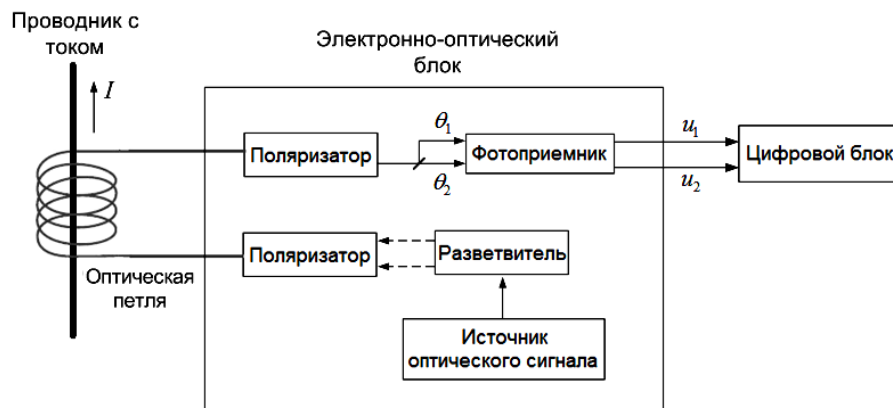 Проводник с
током
I
Электронно-оптический
блок
Поляризатор
θ₁
θ₂
Фотоприемник
u₁
u₂
Цифровой блок
Поляризатор
Разветвитель
Оптическая
петля
Источник
оптического сигнала